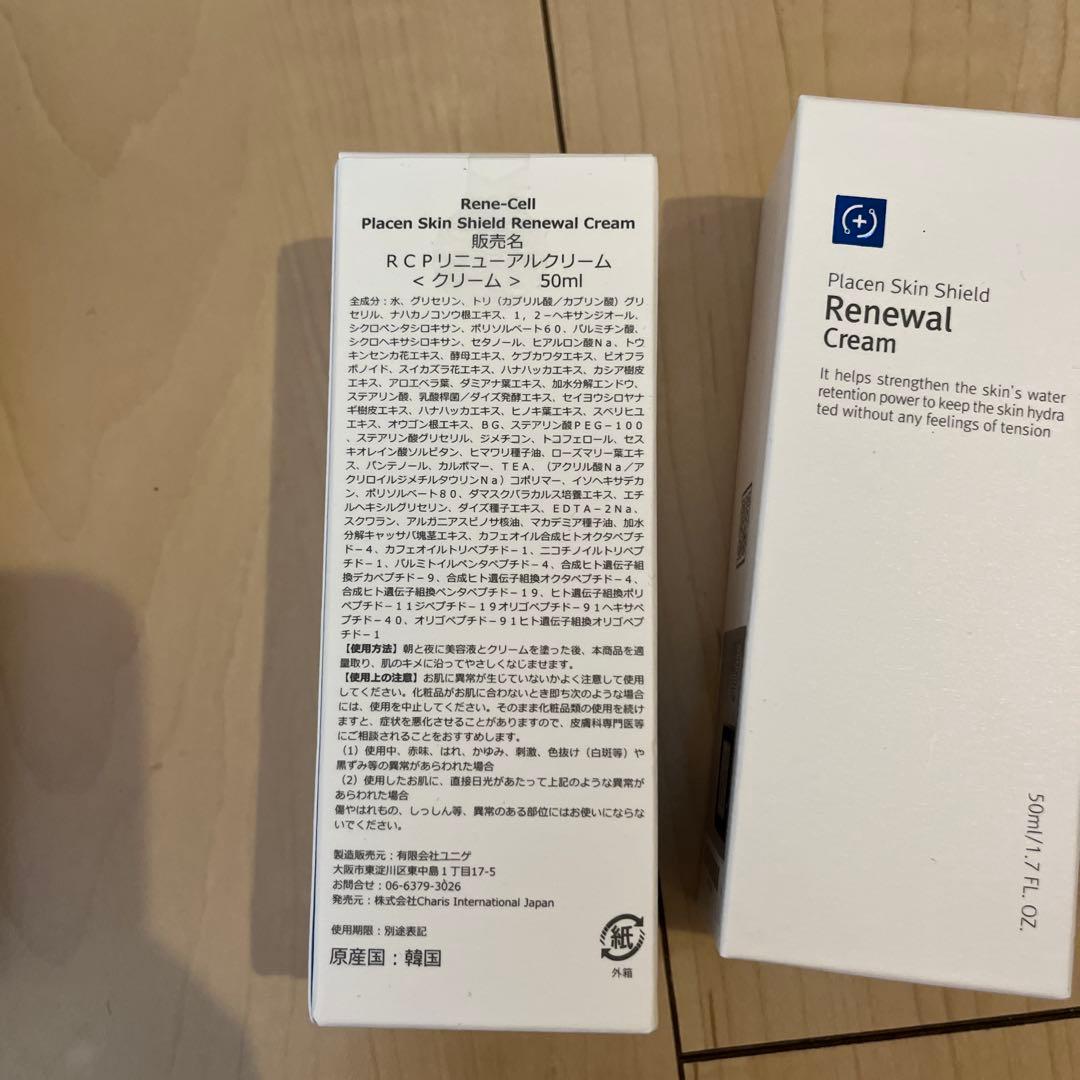 Rene-Cell
Placen Skin Shield Renewal Cream
販売名
ＲＣＰリニューアルクリーム
＜ クリーム ＞　50ml
全成分：水、グリセリン、トリ（カプリル酸／カプリン酸）グリ
セリル、ナハカノコソウ根エキス、１，２－ヘキサンジオール、
シクロペンタシロキサン、ポリソルベート６０、パルミチン酸、
シクロヘキサシロキサン、セタノール、ヒアルロン酸Ｎａ、トウ
キンセンカ花エキス、酵母エキス、ケブカワタエキス、ビオフラ
ボノイド、スイカズラ花エキス、ハナハッカエキス、カシア樹皮
エキス、アロエベラ葉、ダミアナ葉エキス、加水分解エンドウ、
ステアリン酸、乳酸桿菌／ダイズ発酵エキス、セイヨウシロヤナ
ギ樹皮エキス、ハナハッカエキス、ヒノキ葉エキス、スベリヒユ
エキス、オウゴン根エキス、ＢＧ、ステアリン酸ＰＥＧ－１００
、ステアリン酸グリセリル、ジメチコン、トコフェロール、セス
キオレイン酸ソルビタン、ヒマワリ種子油、ローズマリー葉エキ
ス、パンテノール、カルボマー、ＴＥＡ、（アクリル酸Ｎａ／ア
クリロイルジメチルタウリンＮａ）コポリマー、イソヘキサデカ
ン、ポリソルベート８０、ダマスクバラカルス培養エキス、エチ
ルヘキシルグリセリン、ダイズ種子エキス、ＥＤＴＡ－２Ｎａ、
スクワラン、アルガニアスピノサ核油、マカデミア種子油、加水
分解キャッサバ塊茎エキス、カフェオイル合成ヒトオクタペプチ
ド－４、カフェオイルトリペプチド－１、ニコチノイルトリペプ
チド－１、パルミトイルペンタペプチド－４、合成ヒト遺伝子組
換デカペプチド－９、合成ヒト遺伝子組換オクタペプチド－４、
合成ヒト遺伝子組換ペンタペプチド－１９、ヒト遺伝子組換ポリ
ペプチド－１１ジペプチド－１９オリゴペプチド－９１ヘキサペ
プチド－４０、オリゴペプチド－９１ヒト遺伝子組換オリゴペプ
チド－１
【使用方法】朝と夜に美容液とクリームを塗った後、本商品を適
量取り、肌のキメに沿ってやさしくなじませます。
【使用上の注意】お肌に異常が生じていないかよく注意して使用
してください。化粧品がお肌に合わないとき即ち次のような場合
には、使用を中止してください。そのまま化粧品類の使用を続け
ますと、症状を悪化させることがありますので、皮膚科専門医等
にご相談されることをおすすめします。
（1）使用中、赤味、はれ、かゆみ、刺激、色抜け（白斑等）や
黒ずみ等の異常があらわれた場合
（2）使用したお肌に、直接日光があたって上記のような異常が
あらわれた場合
傷やはれもの、しっしん等、異常のある部位にはお使いにならな
いでください。
製造販売元：有限会社ユニゲ
大阪市東淀川区東中島１丁目17-5
お問合せ：06-6379-3026
発売元：株式会社Charis International Japan
使用期限：別途表記
原産国：韓国
紙
外箱
Placen Skin Shield
Renewal
Cream
It helps strengthen the skin's water
retention power to keep the skin hydra
ted without any feelings of tension
50ml/1.7 FL. OZ.